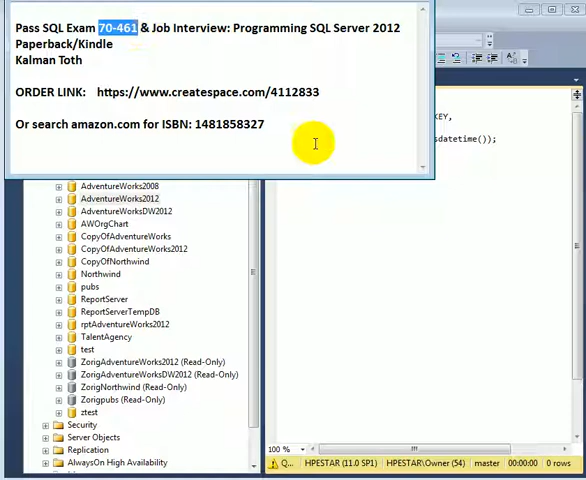 Pass SQL Exam 70-461 & Job Interview: Programming SQL Server 2012
Paperback/Kindle
Kalman Toth
ORDER LINK: https://www.createspace.com/4112833
Or search amazon.com for ISBN: 1481858327
KEY,
sdatetime());
AdventureWorks2008
AdventureWorks2012
AdventureWorksDW2012
AWOrgChart
CopyOfAdventureWorks
CopyOfAdventureWorks2012
CopyOfNorthwind
Northwind
pubs
ReportServer
ReportServerTempDB
rptAdventureWorks2012
TalentAgency
test
ZorigAdventureWorks2012 (Read-Only)
ZorigAdventureWorksDW2012 (Read-Only)
ZorigNorthwind (Read-Only)
Zorigpubs (Read-Only)
ztest
Security
Server Objects
Replication
AlwaysOn High Availability
100 %
Q... HPESTAR (11.0 SP1) HPESTAR\Owner (54) master 00:00:00 0 rows